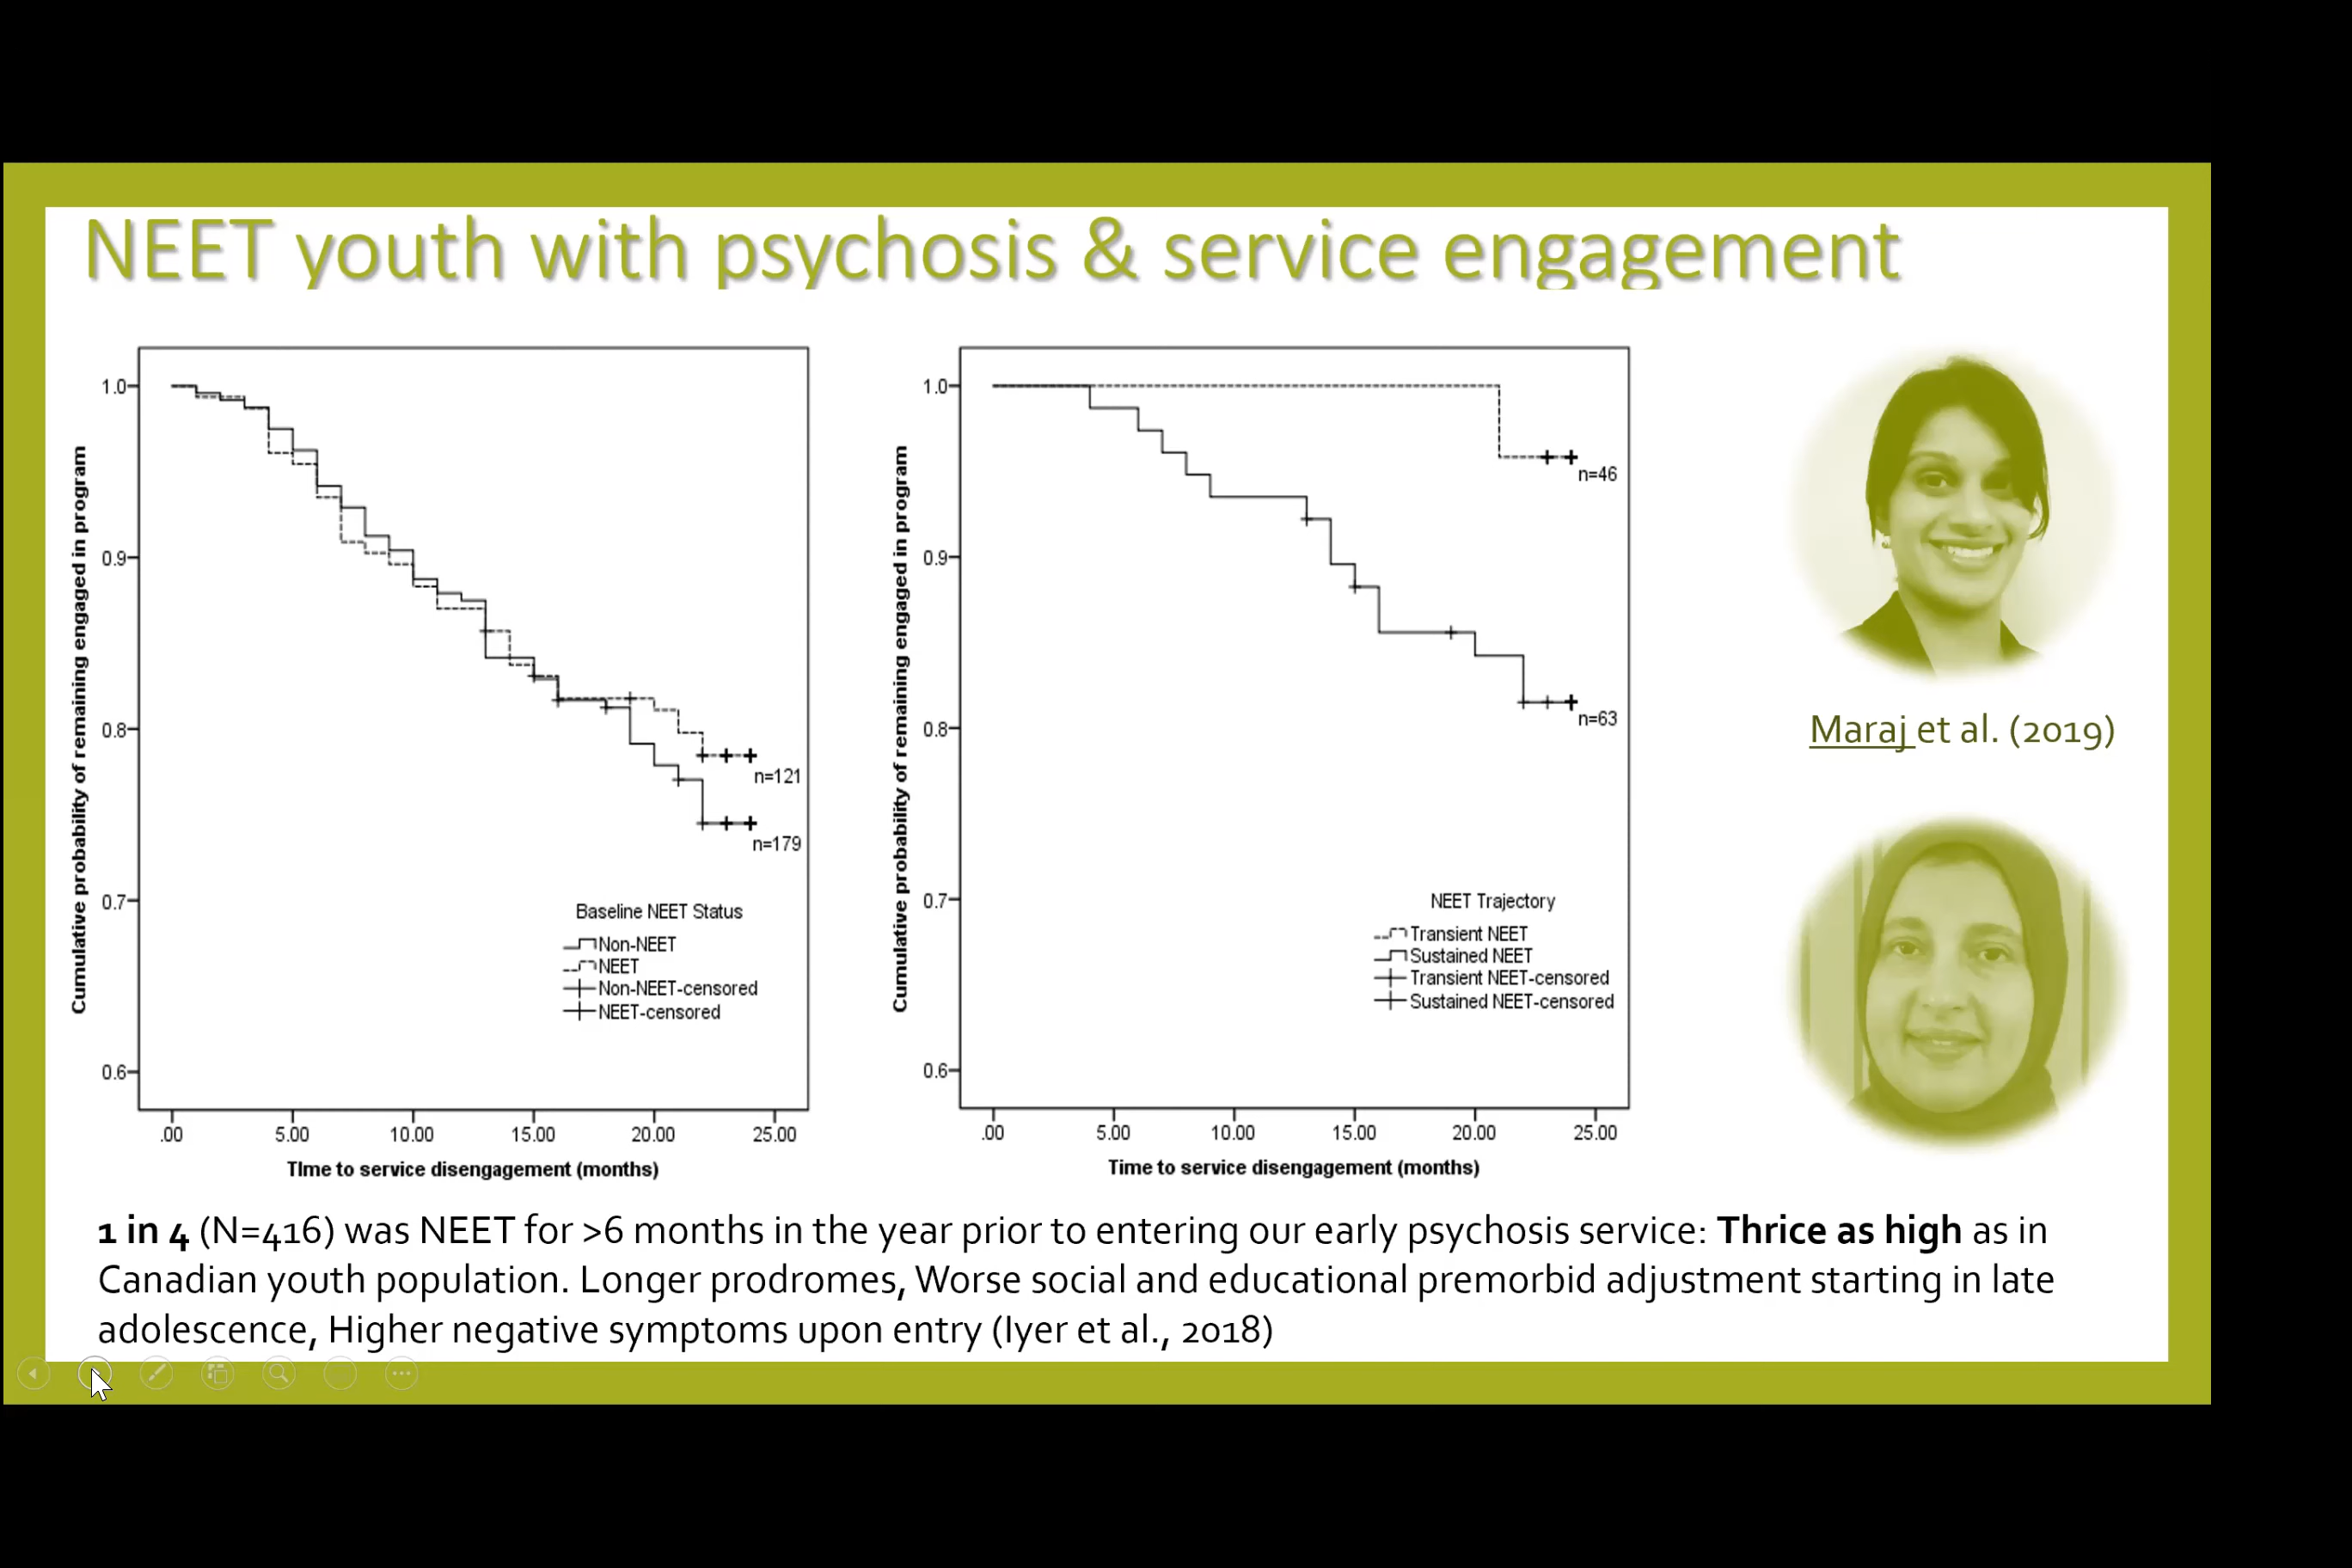 NEET youth with psychosis & service engagement
Cumulative probability of remaining engaged in program
1.0
0.9
0.8
0.7
0.6
n=121
n=179
Baseline NEET Status
Non-NEET
NEET
Non-NEET-censored
NEET-censored
.00 5.00 10.00 15.00 20.00 25.00
TIme to service disengagement (months)
Cumulative probability of remaining engaged in program
1.0
0.9
0.8
0.7
0.6
n=46
n=63
NEET Trajectory
Transient NEET
Sustained NEET
Transient NEET-censored
Sustained NEET-censored
.00 5.00 10.00 15.00 20.00 25.00
Time to service disengagement (months)
Maraj et al. (2019)
1 in 4 (N=416) was NEET for >6 months in the year prior to entering our early psychosis service: Thrice as high as in
Canadian youth population. Longer prodromes, Worse social and educational premorbid adjustment starting in late
adolescence, Higher negative symptoms upon entry (Iyer et al., 2018)